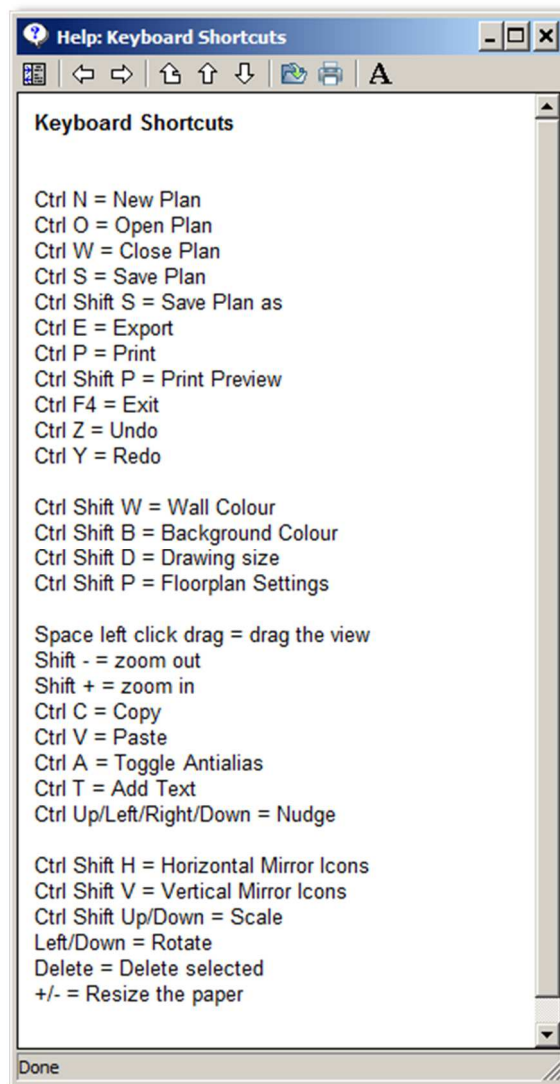 Help: Keyboard Shortcuts
A
Keyboard Shortcuts
Ctrl N = New Plan
Ctrl O = Open Plan
Ctrl W = Close Plan
Ctrl S = Save Plan
Ctrl Shift S = Save Plan as
Ctrl E = Export
Ctrl P = Print
Ctrl Shift P = Print Preview
Ctrl F4 = Exit
Ctrl Z = Undo
Ctrl Y = Redo
Ctrl Shift W = Wall Colour
Ctrl Shift B = Background Colour
Ctrl Shift D = Drawing size
Ctrl Shift P = Floorplan Settings
Space left click drag = drag the view
Shift - = zoom out
Shift + = zoom in
Ctrl C = Copy
Ctrl V = Paste
Ctrl A = Toggle Antialias
Ctrl T = Add Text
Ctrl Up/Left/Right/Down = Nudge
Ctrl Shift H = Horizontal Mirror Icons
Ctrl Shift V = Vertical Mirror Icons
Ctrl Shift Up/Down = Scale
Left/Down = Rotate
Delete = Delete selected
+/- = Resize the paper
Done